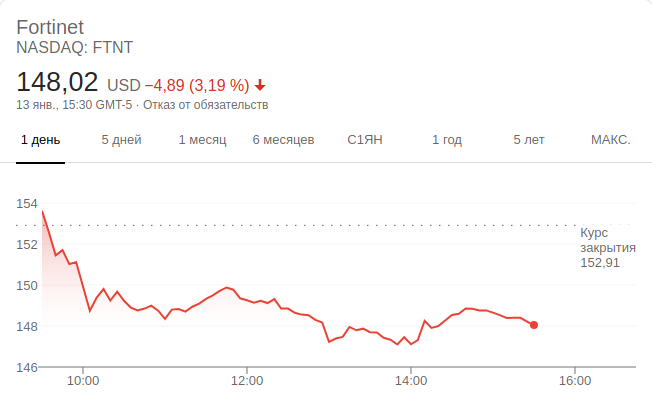 Fortinet
NASDAQ: FTNT
148,02 USD −4,89 (3,19 %)
13 янв., 15:30 GMT-5 · Отказ от обязательств
1 день 5 дней 1 месяц 6 месяцев С1ЯН 1 год 5 лет МАКС.
154
152
150
148
146
Курс
закрытия
152,91
10:00 12:00 14:00 16:00